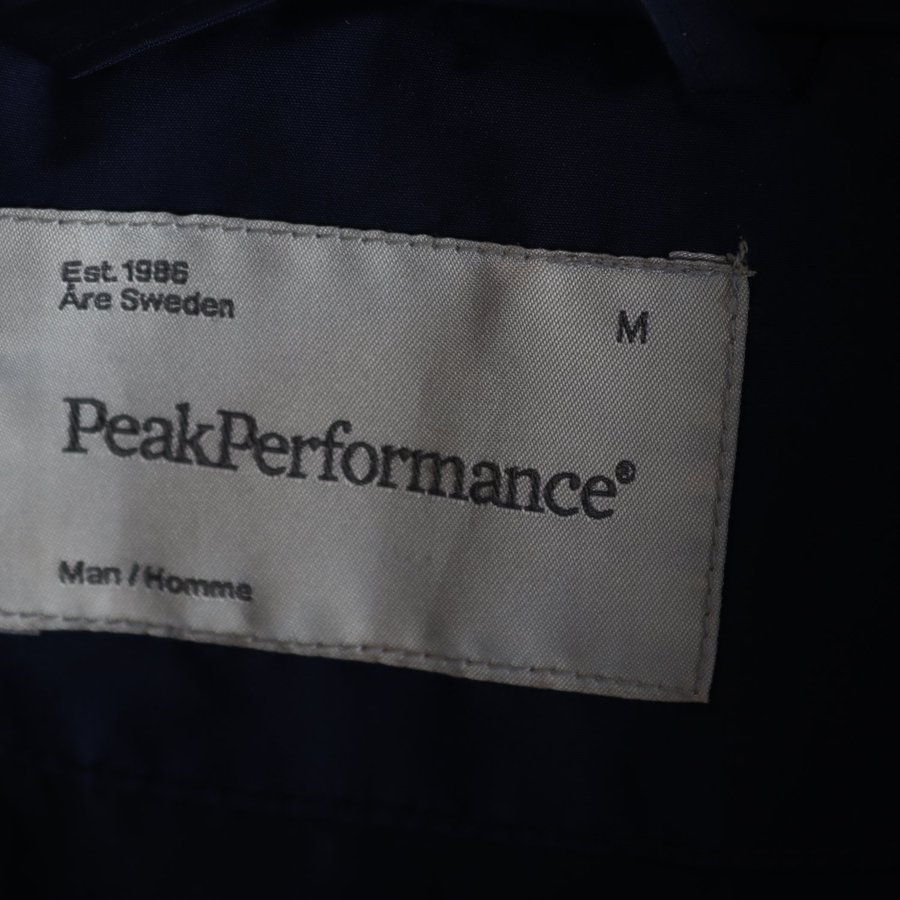 Est. 1986
Åre Sweden
M
PeakPerformance®
Man / Homme